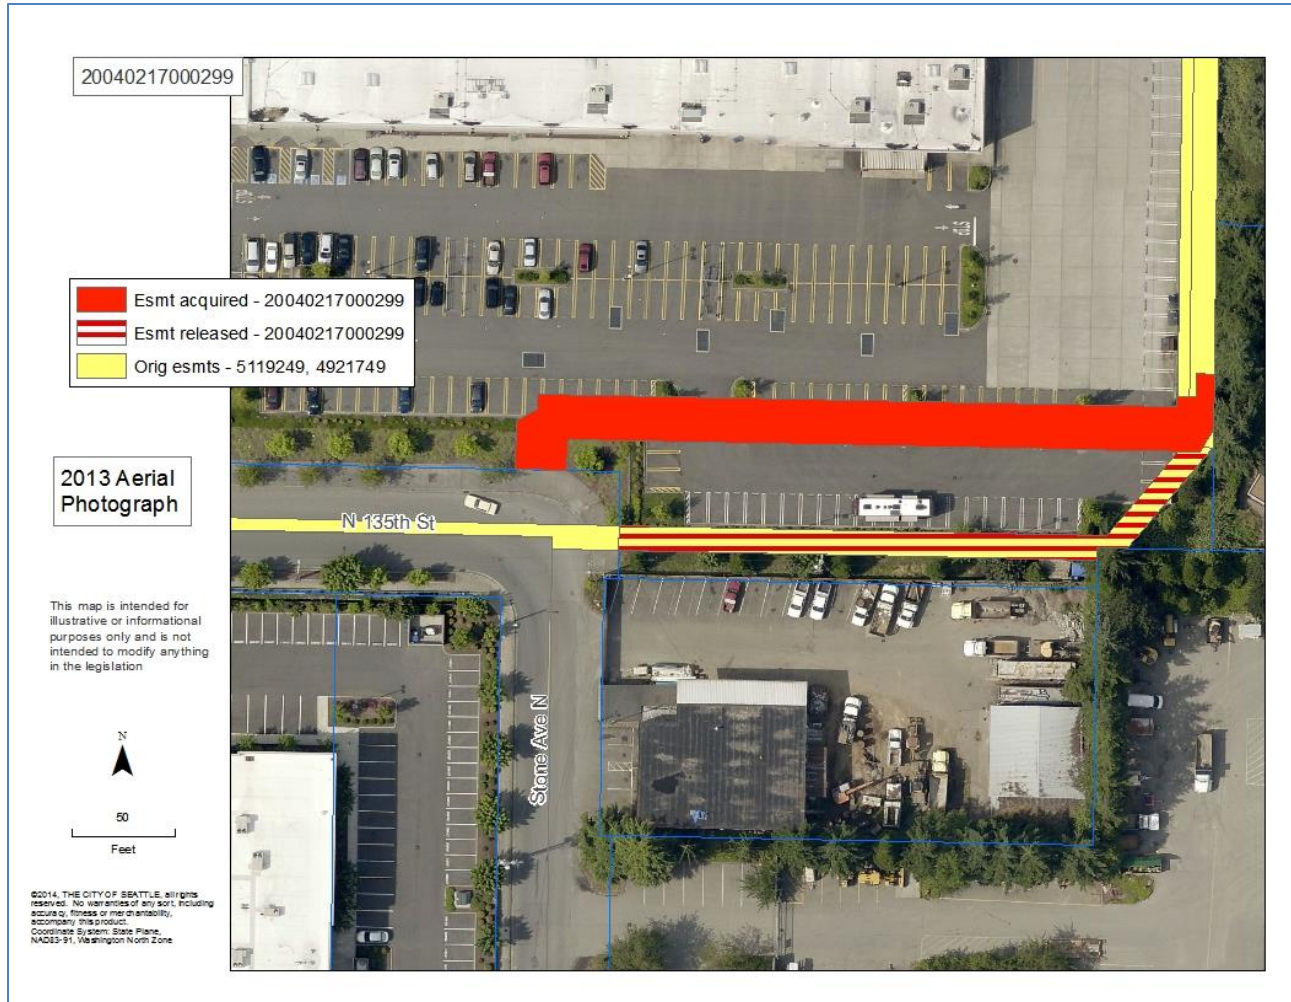 20040217000299
Esmt acquired - 20040217000299
Esmt released - 20040217000299
Orig esmts - 5119249, 4921749
2013 Aerial
Photograph
N 135th St
Stone Ave N
This map is intended for
illustrative or informational
purposes only and is not
intended to modify anything
in the legislation
N
50
Feet
©2014, THE CITY OF SEATTLE, all rights
reserved. No warranties of any sort, including
accuracy, fitness or merchantability,
accompany this product.
Coordinate System: State Plane,
NAD83-91, Washington North Zone
STOP